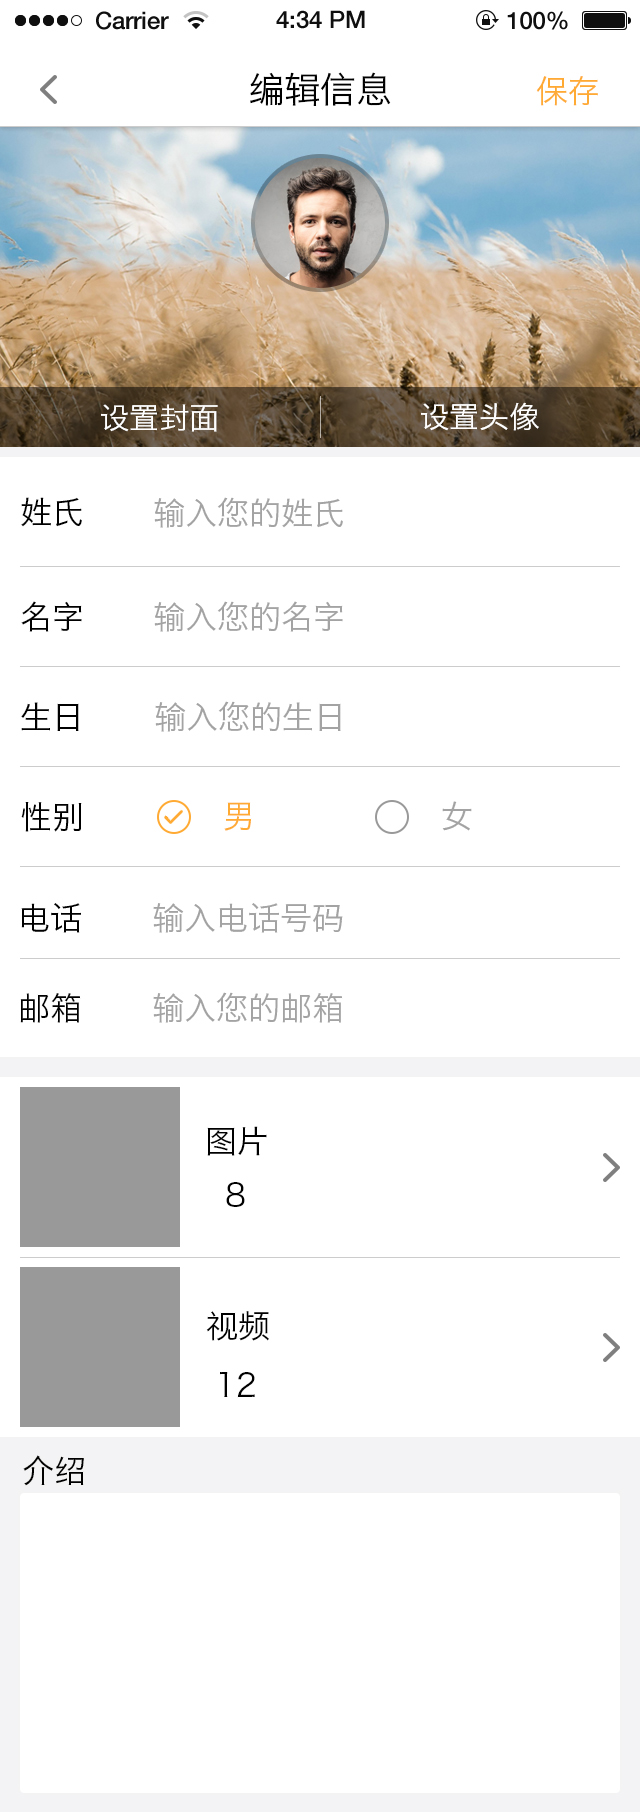 Carrier 4:34 PM 100%
编辑信息 保存
设置封面 设置头像
姓氏 输入您的姓氏
名字 输入您的名字
生日 输入您的生日
性别 男 女
电话 输入电话号码
邮箱 输入您的邮箱
图片
8
视频
12
介绍